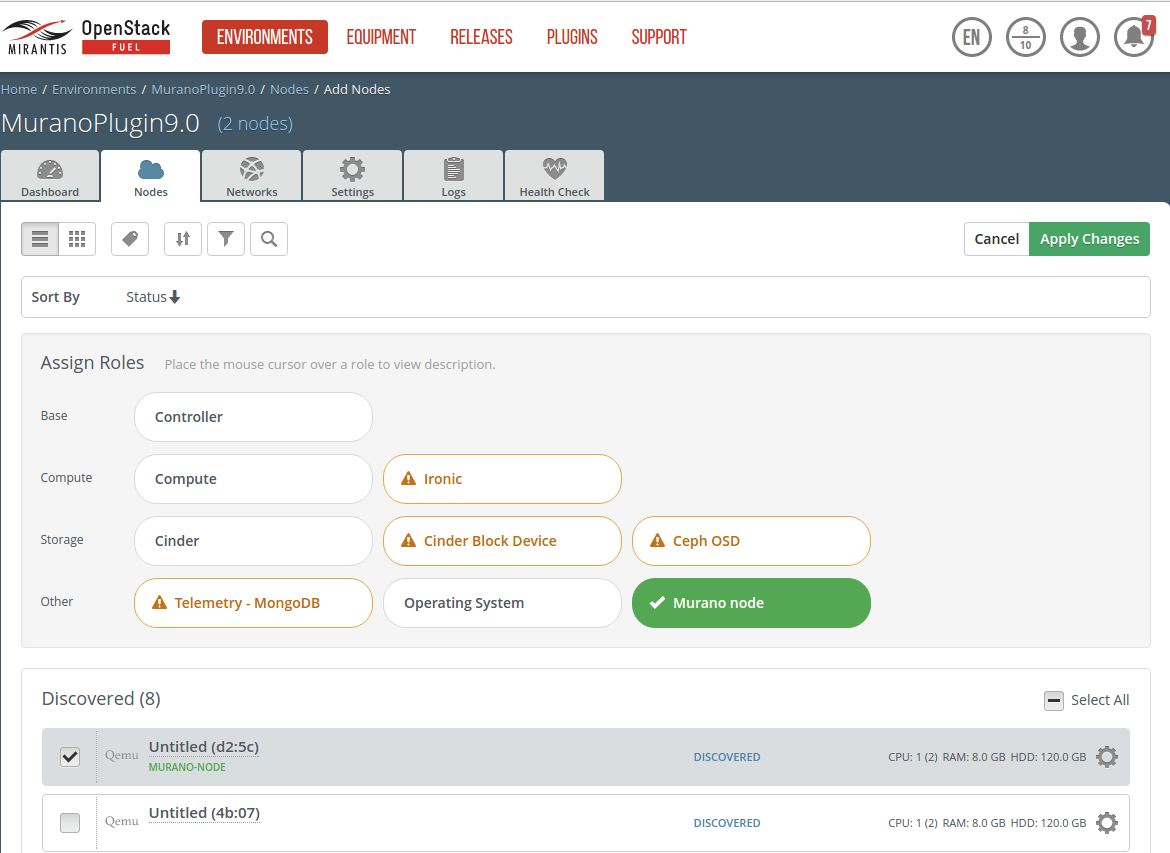 MIRANTIS OpenStack FUEL ENVIRONMENTS EQUIPMENT RELEASES PLUGINS SUPPORT EN 8 10 7
Home / Environments / MuranoPlugin9.0 / Nodes / Add Nodes
MuranoPlugin9.0 (2 nodes)
Dashboard Nodes Networks Settings Logs Health Check
Cancel Apply Changes
Sort By Status
Assign Roles Place the mouse cursor over a role to view description.
Base Controller
Compute Compute Ironic
Storage Cinder Cinder Block Device Ceph OSD
Other Telemetry - MongoDB Operating System Murano node
Discovered (8) Select All
Qemu Untitled (d2:5c) DISCOVERED CPU: 1 (2) RAM: 8.0 GB HDD: 120.0 GB
MURANO-NODE
Qemu Untitled (4b:07) DISCOVERED CPU: 1 (2) RAM: 8.0 GB HDD: 120.0 GB